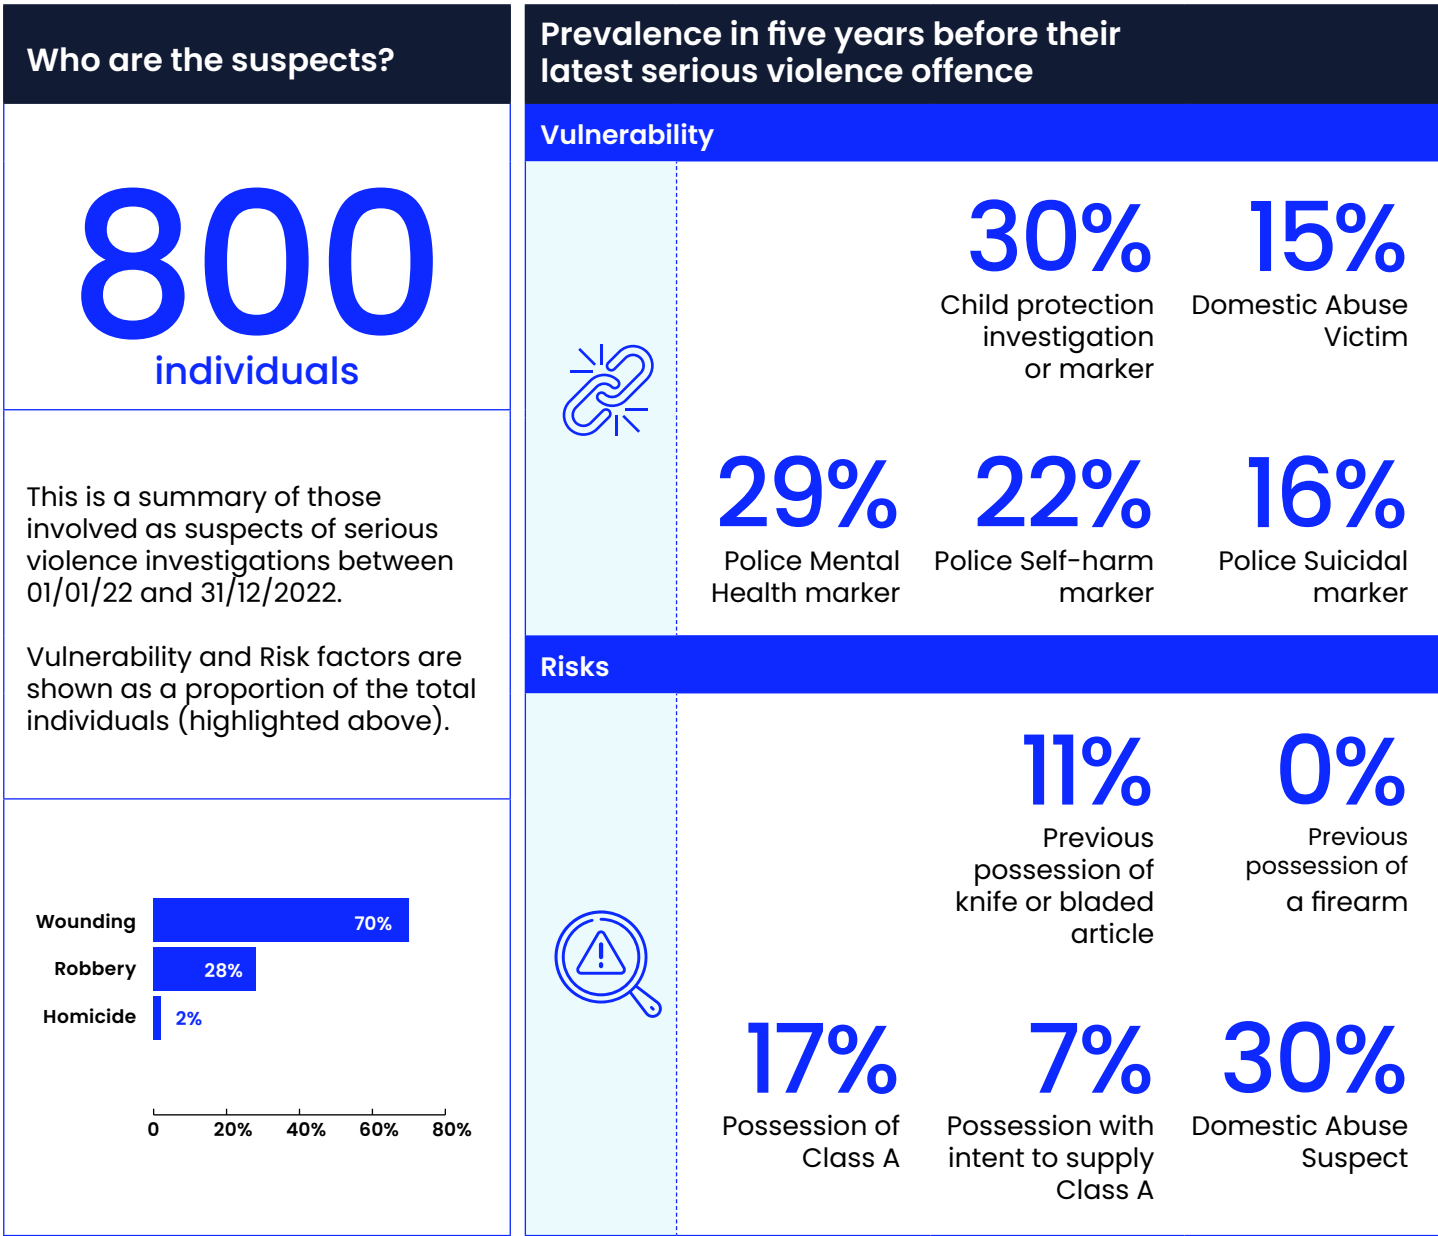 Who are the suspects?
800
individuals
This is a summary of those
involved as suspects of serious
violence investigations between
01/01/22 and 31/12/2022.
Vulnerability and Risk factors are
shown as a proportion of the total
individuals (highlighted above).
Wounding
70%
Robbery
28%
Homicide
2%
0 20% 40% 60% 80%
Prevalence in five years before their
latest serious violence offence
Vulnerability
30%
Child protection
investigation
or marker
15%
Domestic Abuse
Victim
29%
Police Mental
Health marker
22%
Police Self-harm
marker
16%
Police Suicidal
marker
Risks
11%
Previous
possession of
knife or bladed
article
0%
Previous
possession of
a firearm
17%
Possession of
Class A
7%
Possession with
intent to supply
Class A
30%
Domestic Abuse
Suspect